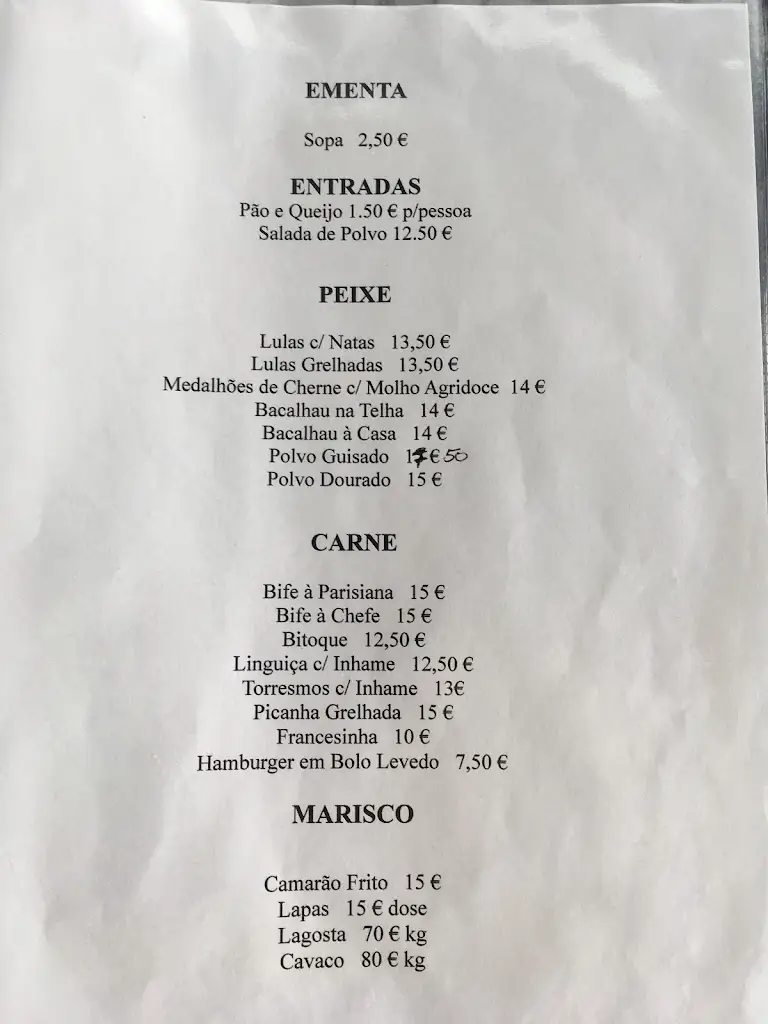 EMENTA
Sopa 2,50 €
ENTRADAS
Pão e Queijo 1.50 € p/pessoa
Salada de Polvo 12.50 €
PEIXE
Lulas c/ Natas 13,50 €
Lulas Grelhadas 13,50 €
Medalhões de Cherne c/ Molho Agridoce 14 €
Bacalhau na Telha 14 €
Bacalhau à Casa 14 €
Polvo Guisado 17€50
Polvo Dourado 15 €
CARNE
Bife à Parisiana 15 €
Bife à Chefe 15 €
Bitoque 12,50 €
Linguiça c/ Inhame 12,50 €
Torresmos c/ Inhame 13€
Picanha Grelhada 15 €
Francesinha 10 €
Hamburger em Bolo Levedo 7,50 €
MARISCO
Camarão Frito 15 €
Lapas 15 € dose
Lagosta 70 € kg
Cavaco 80 € kg